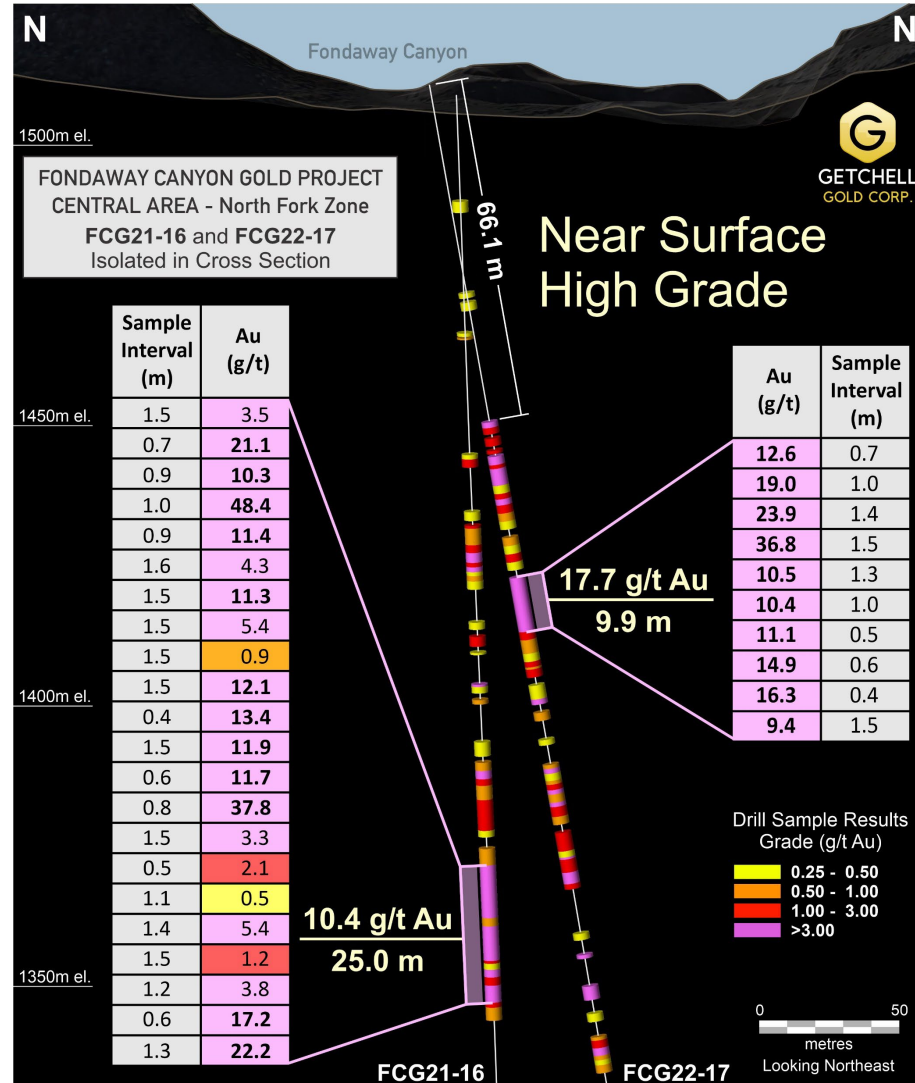 N
N
Fondaway Canyon
1500m el.
FONDAWAY CANYON GOLD PROJECT
CENTRAL AREA - North Fork Zone
FCG21-16 and FCG22-17
Isolated in Cross Section
G
GETCHELL
GOLD CORP.
66.1 m
Near Surface
High Grade
Sample Interval (m) Au (g/t)
1.5 3.5
0.7 21.1
0.9 10.3
1.0 48.4
0.9 11.4
1.6 4.3
1.5 11.3
1.5 5.4
1.5 0.9
1.5 12.1
0.4 13.4
1.5 11.9
0.6 11.7
0.8 37.8
1.5 3.3
0.5 2.1
1.1 0.5
1.4 5.4
1.5 1.2
1.2 3.8
0.6 17.2
1.3 22.2
1450m el.
1400m el.
1350m el.
10.4 g/t Au
25.0 m
17.7 g/t Au
9.9 m
Au (g/t) Sample Interval (m)
12.6 0.7
19.0 1.0
23.9 1.4
36.8 1.5
10.5 1.3
10.4 1.0
11.1 0.5
14.9 0.6
16.3 0.4
9.4 1.5
Drill Sample Results
Grade (g/t Au)
0.25 - 0.50
0.50 - 1.00
1.00 - 3.00
>3.00
0 50
metres
Looking Northeast
FCG21-16
FCG22-17